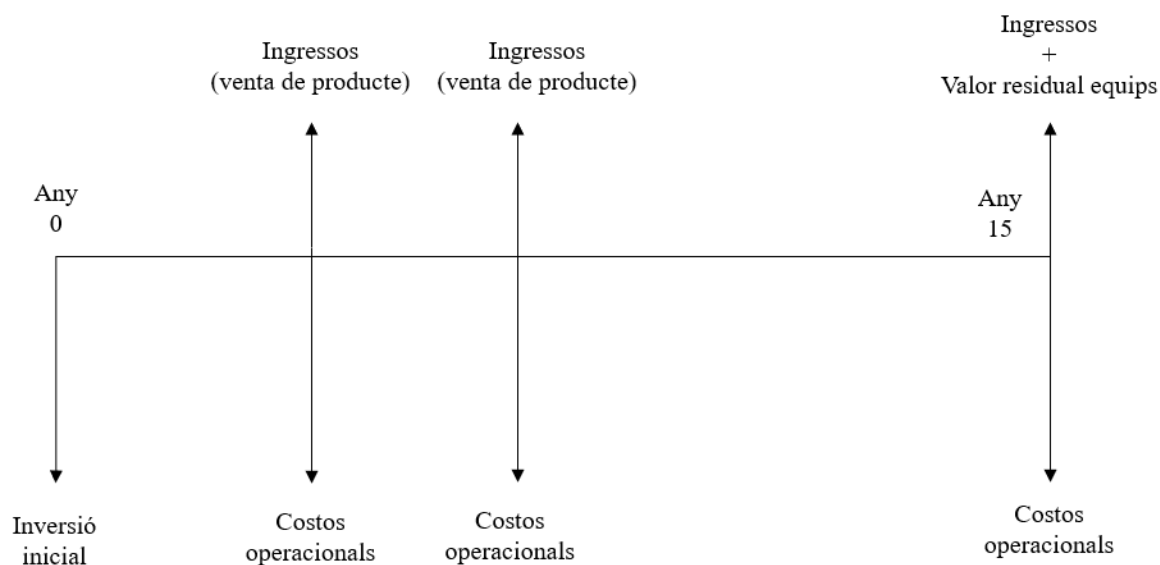 Ingressos
(venta de producte)
Ingressos
(venta de producte)
Ingressos
+
Valor residual equips
Any
0
Any
15
Inversió
inicial
Costos
operacionals
Costos
operacionals
Costos
operacionals